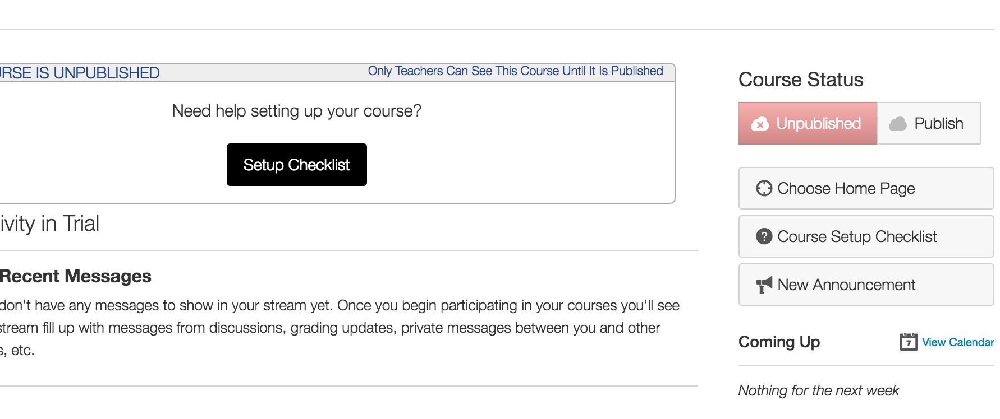 URSE IS UNPUBLISHED
Only Teachers Can See This Course Until It Is Published
Need help setting up your course?
Setup Checklist
ivity in Trial
Recent Messages
don't have any messages to show in your stream yet. Once you begin participating in your courses you'll see
stream fill up with messages from discussions, grading updates, private messages between you and other
s, etc.
Course Status
Unpublished
Publish
Choose Home Page
Course Setup Checklist
New Announcement
Coming Up
7
View Calendar
Nothing for the next week